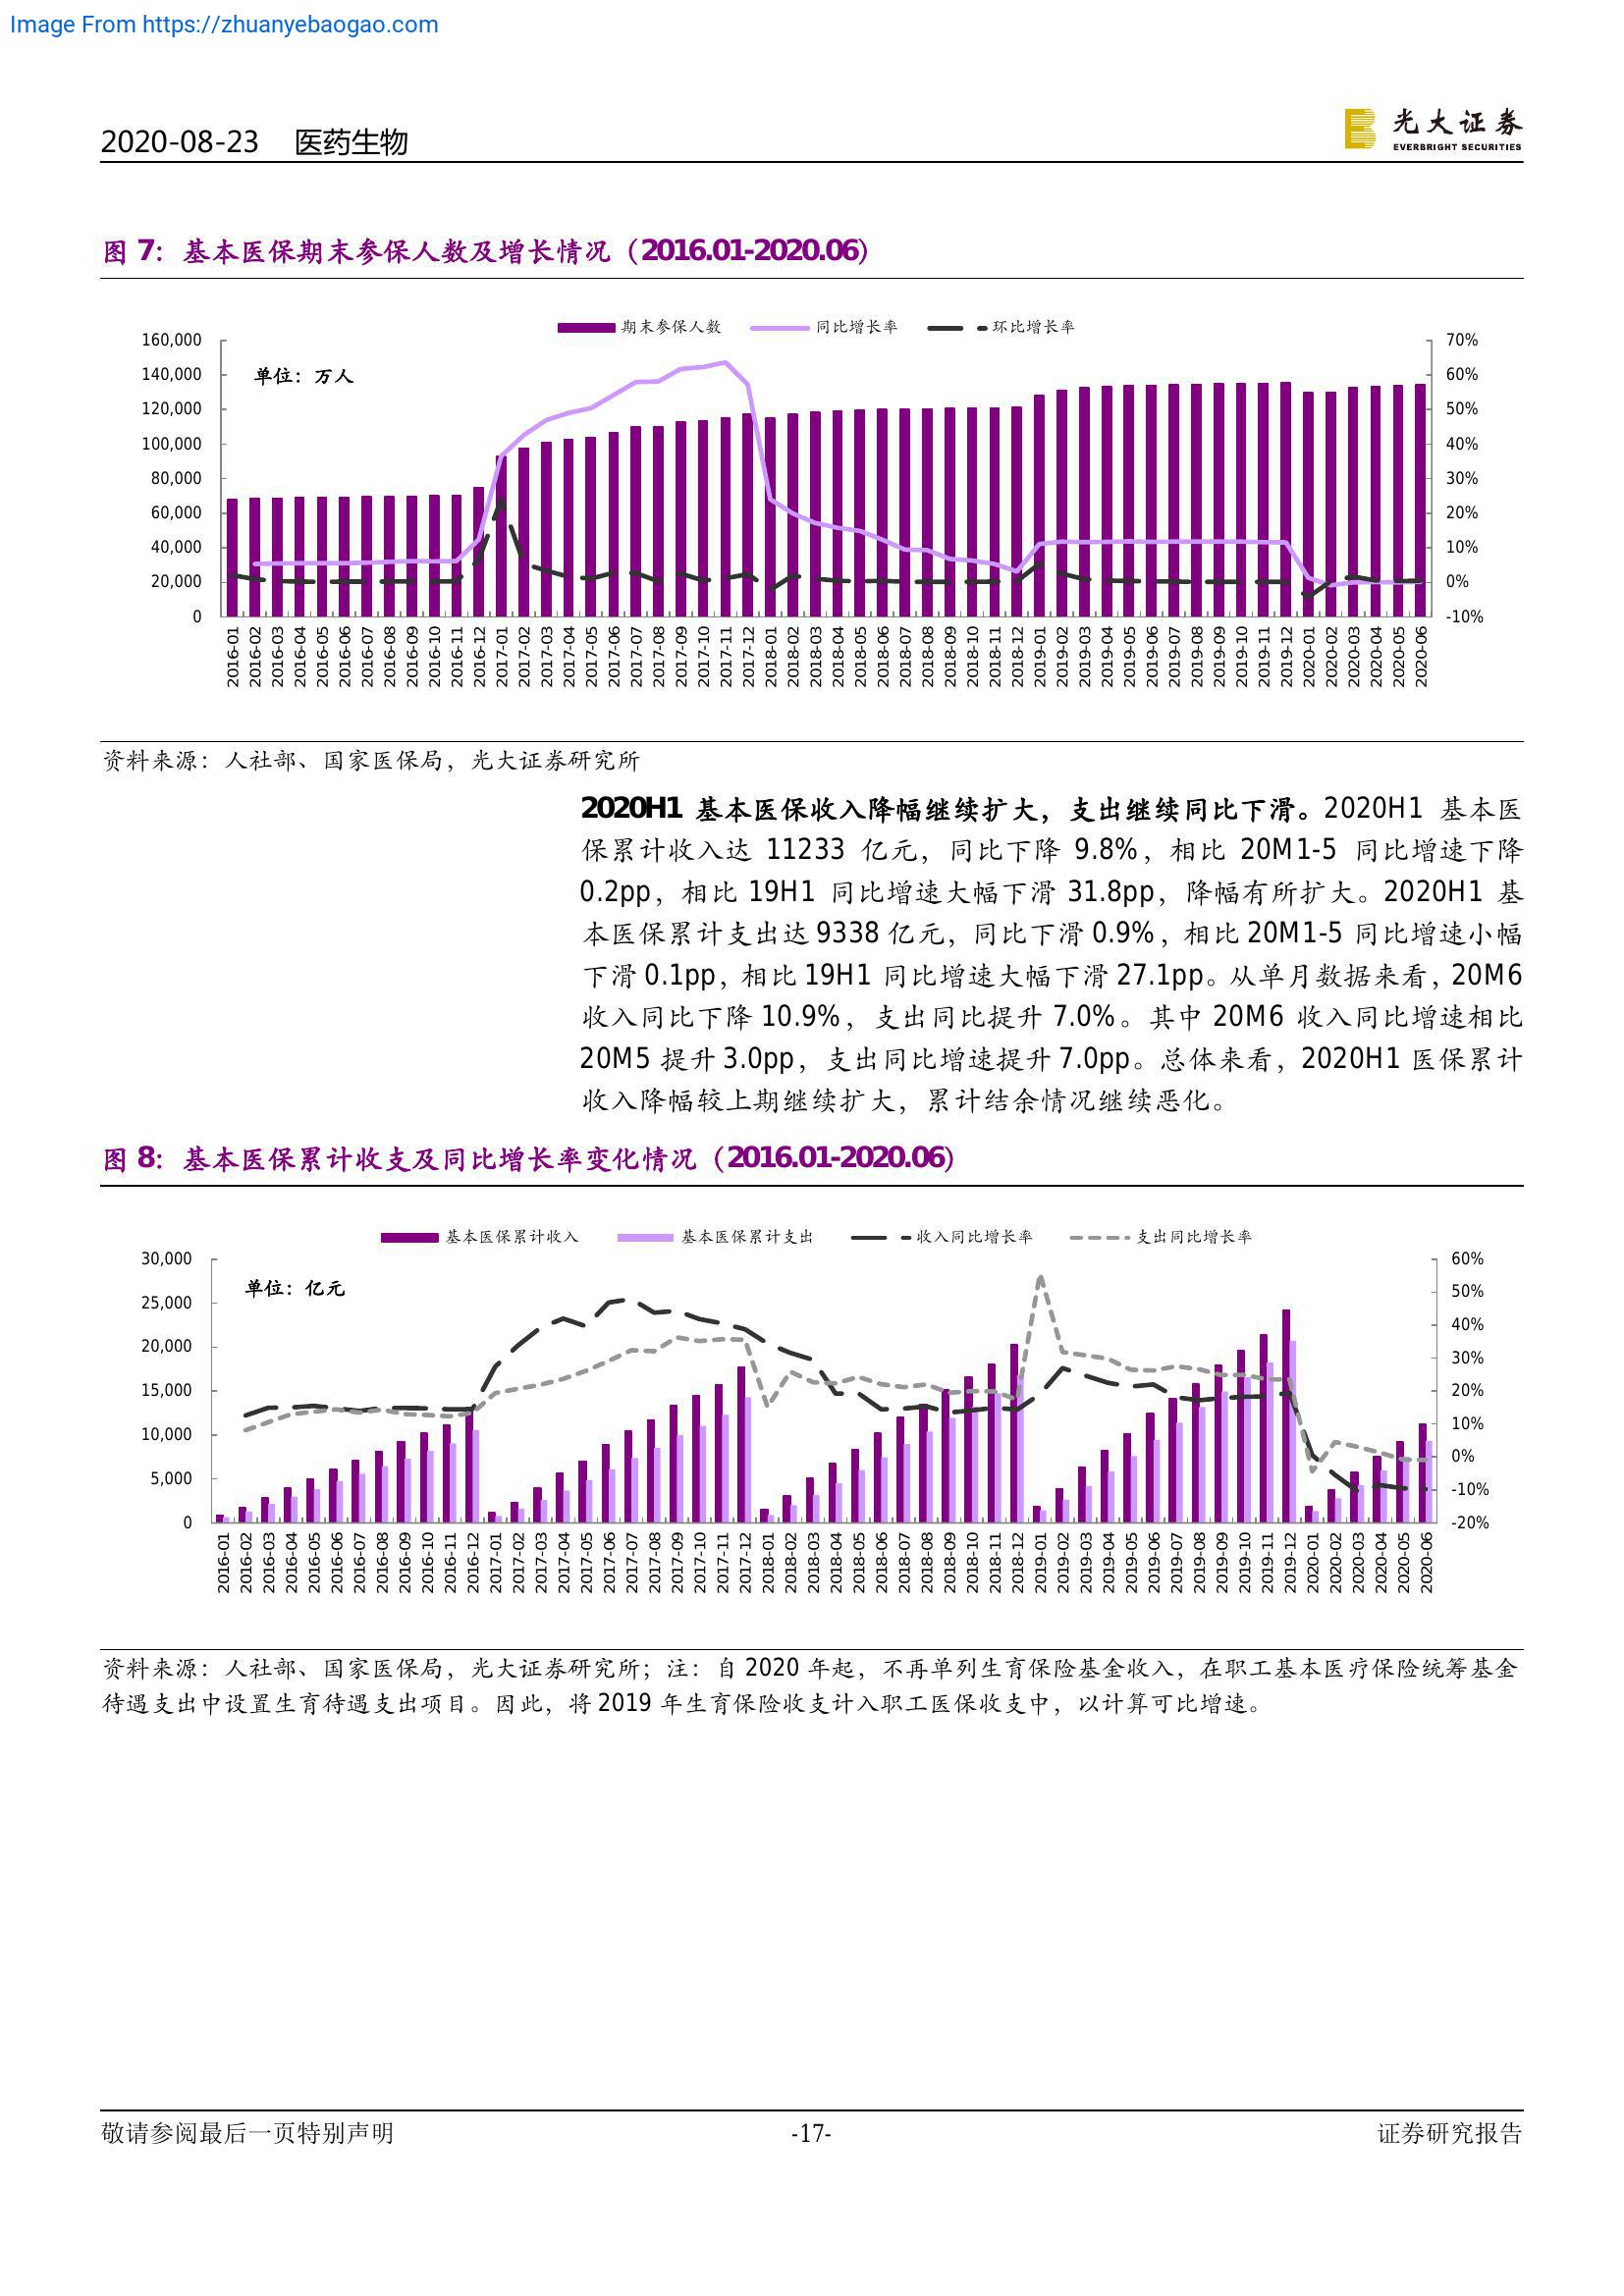 Image From https://zhuanyebaogao.com
2020-08-23 医药生物
光大证券
EVERBRIGHT SECURITIES
图 7：基本医保期末参保人数及增长情况（2016.01-2020.06）
期末参保人数 同比增长率 环比增长率
单位：万人
160,000
140,000
120,000
100,000
80,000
60,000
40,000
20,000
0
70%
60%
50%
40%
30%
20%
10%
0%
-10%
2016-01 2016-02 2016-03 2016-04 2016-05 2016-06 2016-07 2016-08 2016-09 2016-10 2016-11 2016-12 2017-01 2017-02 2017-03 2017-04 2017-05 2017-06 2017-07 2017-08 2017-09 2017-10 2017-11 2017-12 2018-01 2018-02 2018-03 2018-04 2018-05 2018-06 2018-07 2018-08 2018-09 2018-10 2018-11 2018-12 2019-01 2019-02 2019-03 2019-04 2019-05 2019-06 2019-07 2019-08 2019-09 2019-10 2019-11 2019-12 2020-01 2020-02 2020-03 2020-04 2020-05 2020-06
资料来源：人社部、国家医保局，光大证券研究所
2020H1 基本医保收入降幅继续扩大，支出继续同比下滑。2020H1 基本医
保累计收入达 11233 亿元，同比下降 9.8%，相比 20M1-5 同比增速下降
0.2pp，相比 19H1 同比增速大幅下滑 31.8pp，降幅有所扩大。2020H1 基
本医保累计支出达 9338 亿元，同比下滑 0.9%，相比 20M1-5 同比增速小幅
下滑 0.1pp，相比 19H1 同比增速大幅下滑 27.1pp。从单月数据来看，20M6
收入同比下降 10.9%，支出同比提升 7.0%。其中 20M6 收入同比增速相比
20M5 提升 3.0pp，支出同比增速提升 7.0pp。总体来看，2020H1 医保累计
收入降幅较上期继续扩大，累计结余情况继续恶化。
图 8：基本医保累计收支及同比增长率变化情况（2016.01-2020.06）
基本医保累计收入 基本医保累计支出 收入同比增长率 支出同比增长率
单位：亿元
30,000
25,000
20,000
15,000
10,000
5,000
0
60%
50%
40%
30%
20%
10%
0%
-10%
-20%
2016-01 2016-02 2016-03 2016-04 2016-05 2016-06 2016-07 2016-08 2016-09 2016-10 2016-11 2016-12 2017-01 2017-02 2017-03 2017-04 2017-05 2017-06 2017-07 2017-08 2017-09 2017-10 2017-11 2017-12 2018-01 2018-02 2018-03 2018-04 2018-05 2018-06 2018-07 2018-08 2018-09 2018-10 2018-11 2018-12 2019-01 2019-02 2019-03 2019-04 2019-05 2019-06 2019-07 2019-08 2019-09 2019-10 2019-11 2019-12 2020-01 2020-02 2020-03 2020-04 2020-05 2020-06
资料来源：人社部、国家医保局，光大证券研究所；注：自 2020 年起，不再单列生育保险基金收入，在职工基本医疗保险统筹基金
待遇支出中设置生育待遇支出项目。因此，将 2019 年生育保险收支计入职工医保收支中，以计算可比增速。
敬请参阅最后一页特别声明 -17- 证券研究报告